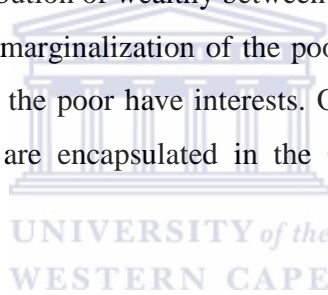 bution of wealthy between
marginalization of the poo
the poor have interests. C
are encapsulated in the
UNIVERSITY of the
WESTERN CAPE